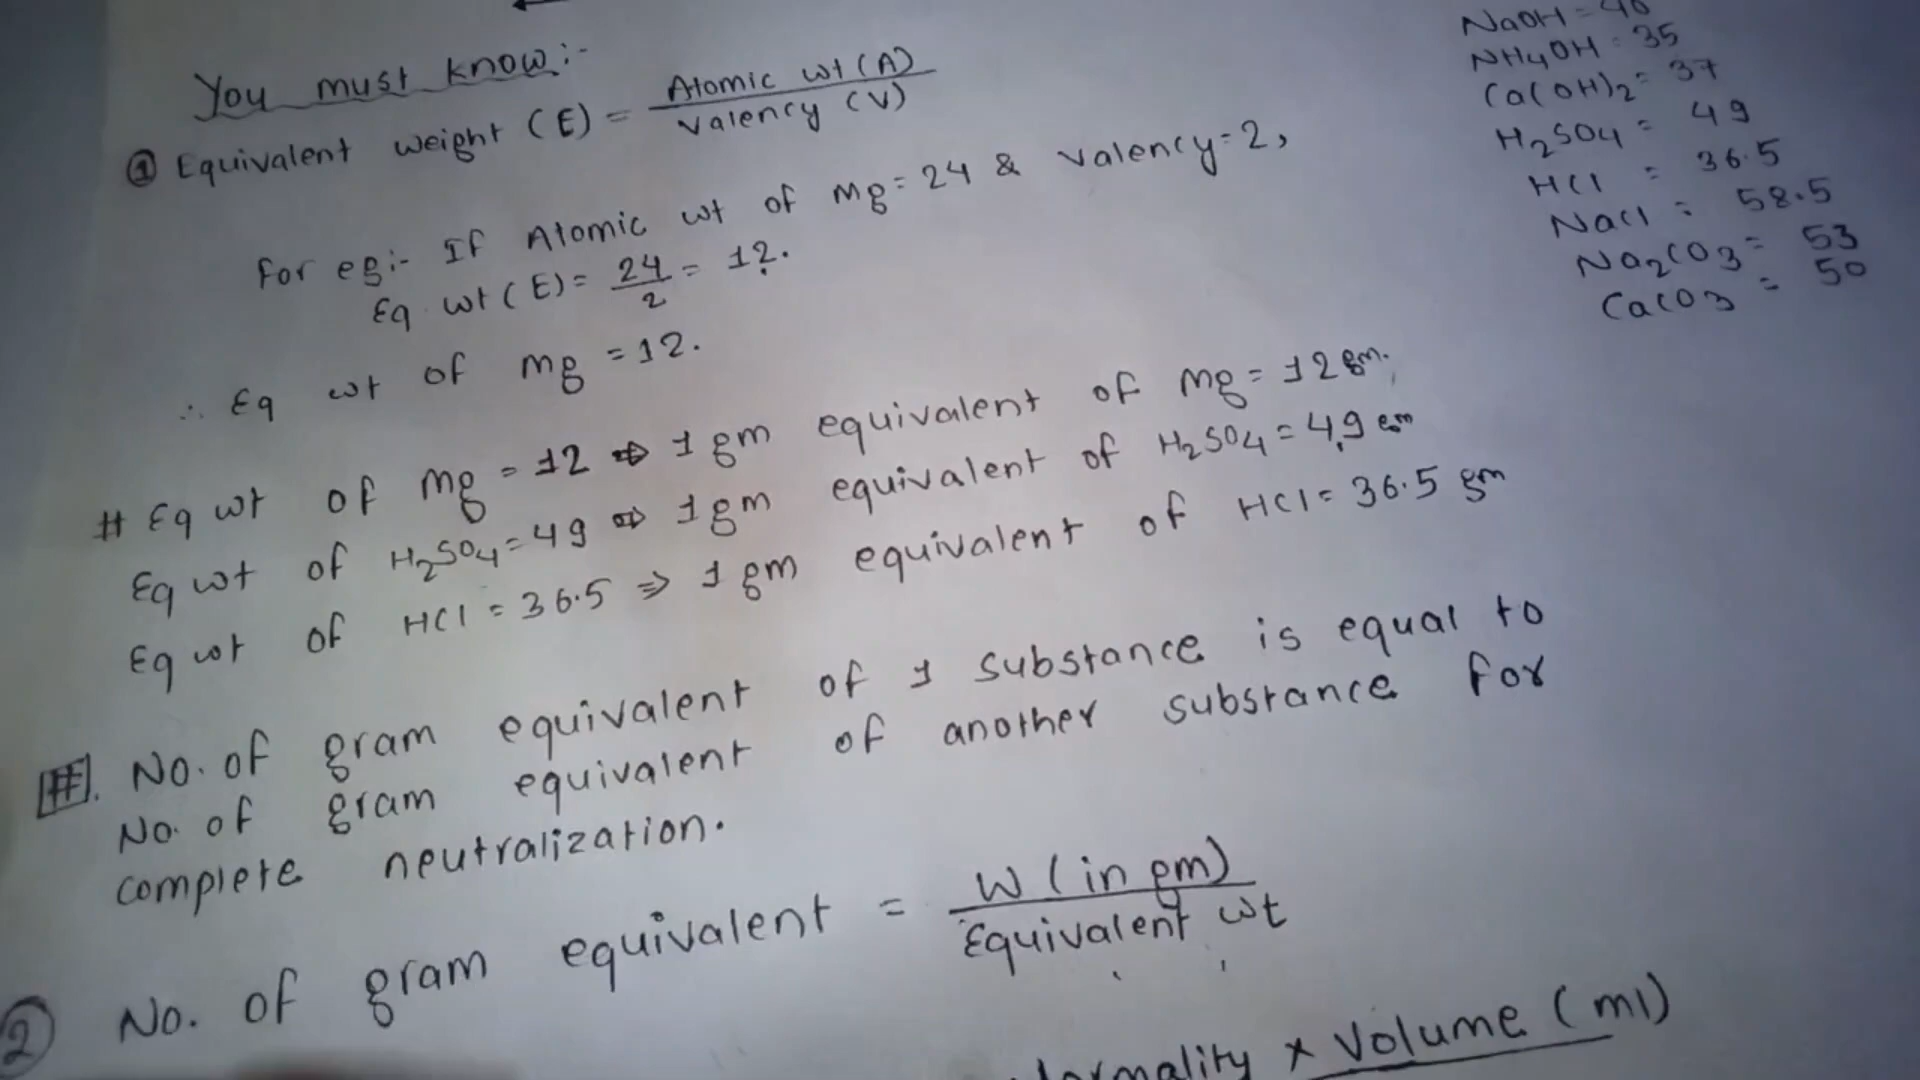 You must know:-
① Equivalent weight (E) = Atomic wt (A) / Valency (V)
For eg:- If Atomic wt of Mg = 24 & valency = 2,
Eq. wt (E) = 24/2 = 12.
∴ Eq wt of Mg = 12.
# Eq wt of Mg = 12 ⇒ 1 gm equivalent of Mg = 12 gm.
Eq wt of H2SO4 = 49 ⇒ 1 gm equivalent of H2SO4 = 49 gm
Eq wt of HCl = 36.5 ⇒ 1 gm equivalent of HCl = 36.5 gm
#. No. of gram equivalent of 1 substance is equal to
No. of gram equivalent of another substance for
complete neutralization.
② No. of gram equivalent = W (in gm) / Equivalent wt
Normality x Volume (ml)
NaOH = 40
NH4OH = 35
Ca(OH)2 = 37
H2SO4 = 49
HCl = 36.5
NaCl = 58.5
Na2CO3 = 53
CaCO3 = 50